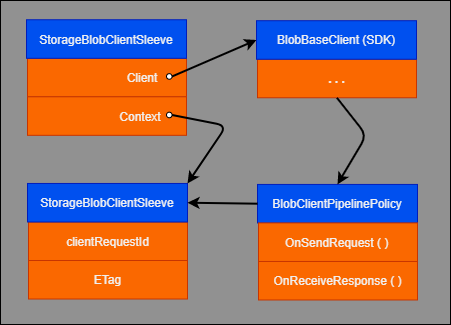 StorageBlobClientSleeve
Client
Context
BlobBaseClient (SDK)
. . .
StorageBlobClientSleeve
clientRequestId
ETag
BlobClientPipelinePolicy
OnSendRequest ( )
OnReceiveResponse ( )